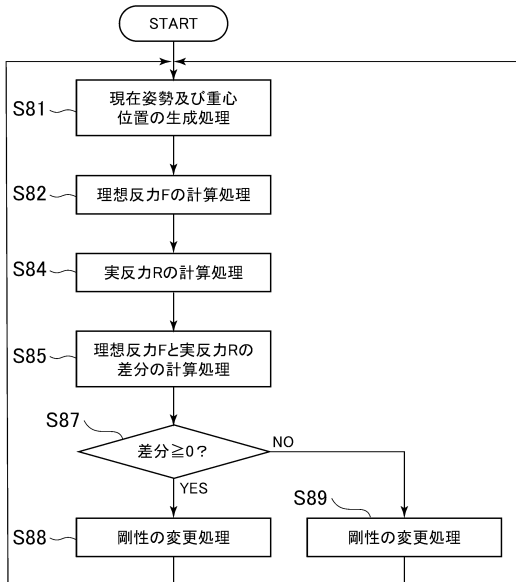 START
S81
現在姿勢及び重心
位置の生成処理
S82
理想反力Fの計算処理
S84
実反力Rの計算処理
S85
理想反力Fと実反力Rの
差分の計算処理
S87
差分≧0？
NO
YES
S88
剛性の変更処理
S89
剛性の変更処理